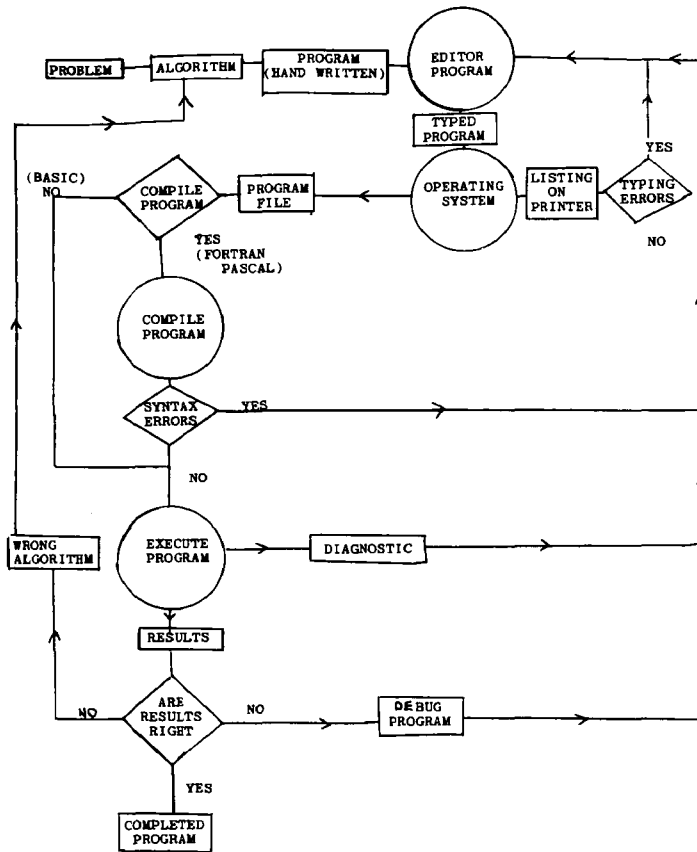 PROBLEM
ALGORITHM
PROGRAM
(HAND WRITTEN)
EDITOR
PROGRAM
TYPED
PROGRAM
YES
(BASIC)
NO
COMPILE
PROGRAM
PROGRAM
FILE
OPERATING
SYSTEM
LISTING
ON
PRINTER
TYPING
ERRORS
NO
YES
(FORTRAN
PASCAL)
COMPILE
PROGRAM
SYNTAX
ERRORS
YES
NO
WRONG
ALGORITHM
EXECUTE
PROGRAM
DIAGNOSTIC
RESULTS
NO
ARE
RESULTS
RIGHT
NO
DEBUG
PROGRAM
YES
COMPLETED
PROGRAM